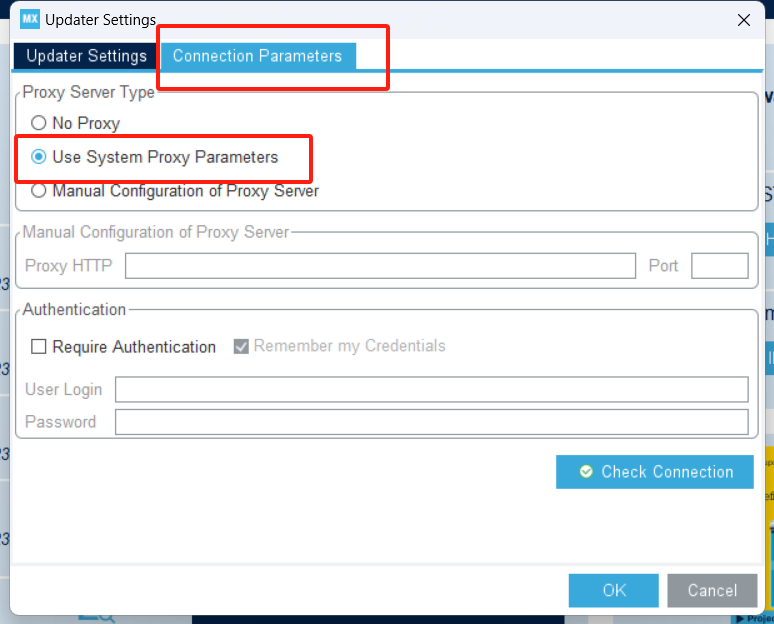 MX Updater Settings
Updater Settings Connection Parameters
Proxy Server Type
No Proxy
Use System Proxy Parameters
Manual Configuration of Proxy Server
Manual Configuration of Proxy Server
Proxy HTTP Port
Authentication
Require Authentication Remember my Credentials
User Login
Password
Check Connection
OK Cancel